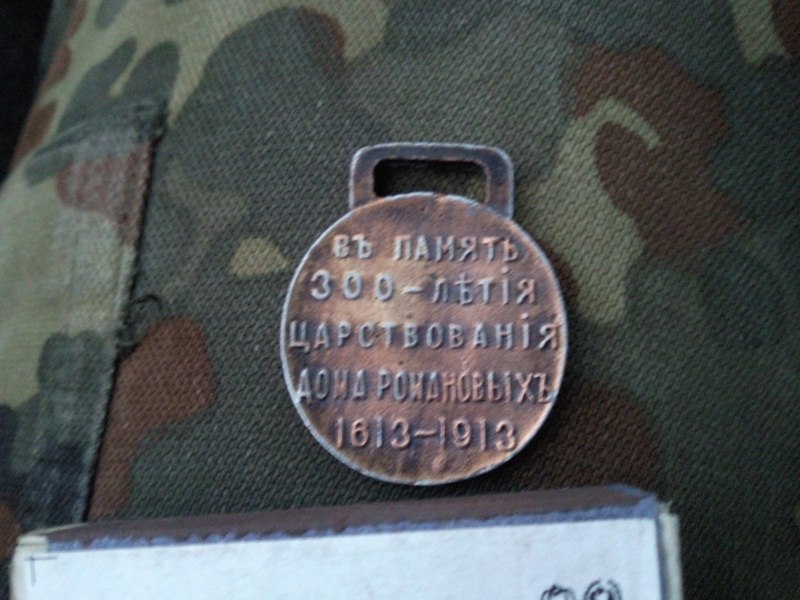 ВЪ ПАМЯТЬ
300-ЛѢТІЯ
ЦАРСТВОВАНІЯ
ДОМА РОМАНОВЫХЪ
1613-1913